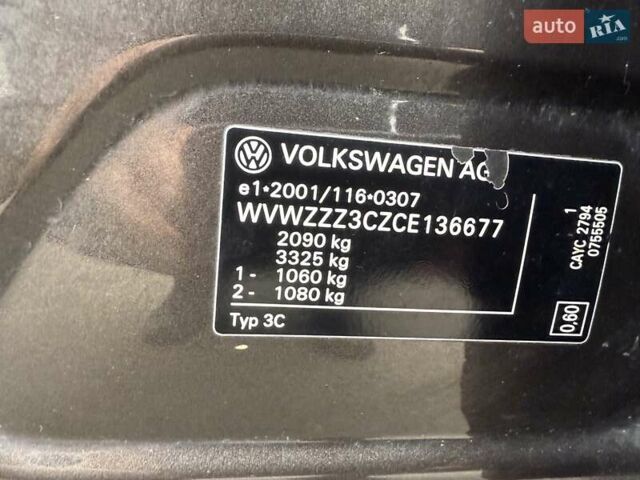 auto RIA.com
VOLKSWAGEN AG
e1*2001/116*0307
WVWZZZ3CZCE136677
2090 kg
3325 kg
1 - 1060 kg
2 - 1080 kg
Typ 3C
1
CAYC 2794
0755505
0,60